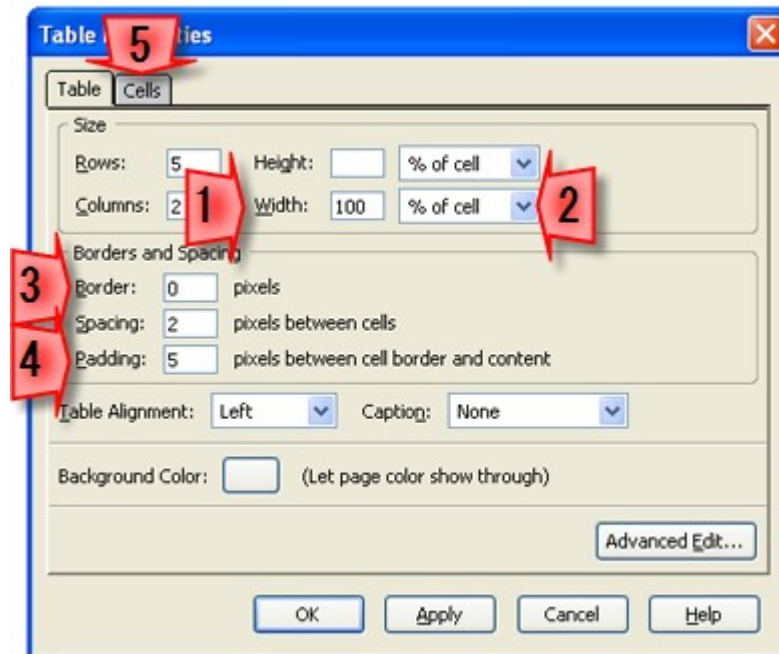 Table ties
5
Table Cells
Size
Rows: 5 Height: % of cell
Columns: 2 1 Width: 100 % of cell 2
Borders and Spacing
3 Border: 0 pixels
Spacing: 2 pixels between cells
4 Padding: 5 pixels between cell border and content
Table Alignment: Left Caption: None
Background Color: (Let page color show through)
Advanced Edit...
OK Apply Cancel Help